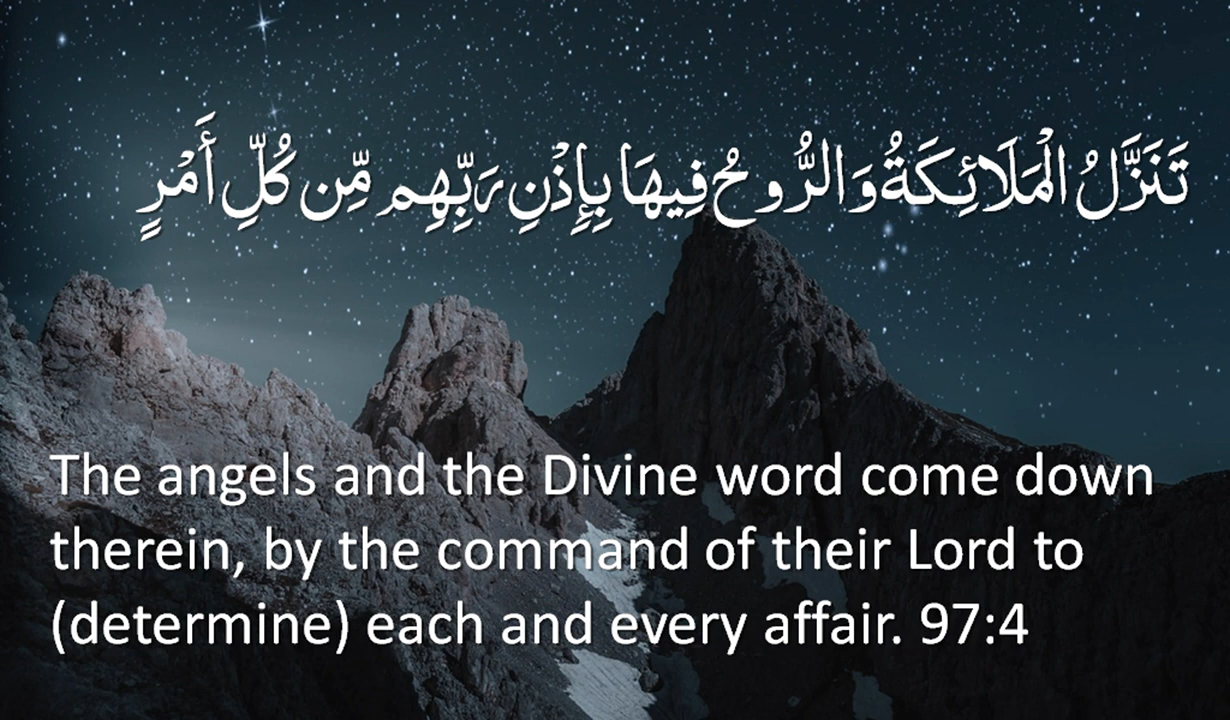 تَنَزَّلُ الْمَلَائِكَةُ وَالرُّوحُ فِيهَا بِإِذْنِ رَبِّهِم مِّن كُلِّ أَمْرٍ
The angels and the Divine word come down
therein, by the command of their Lord to
(determine) each and every affair. 97:4